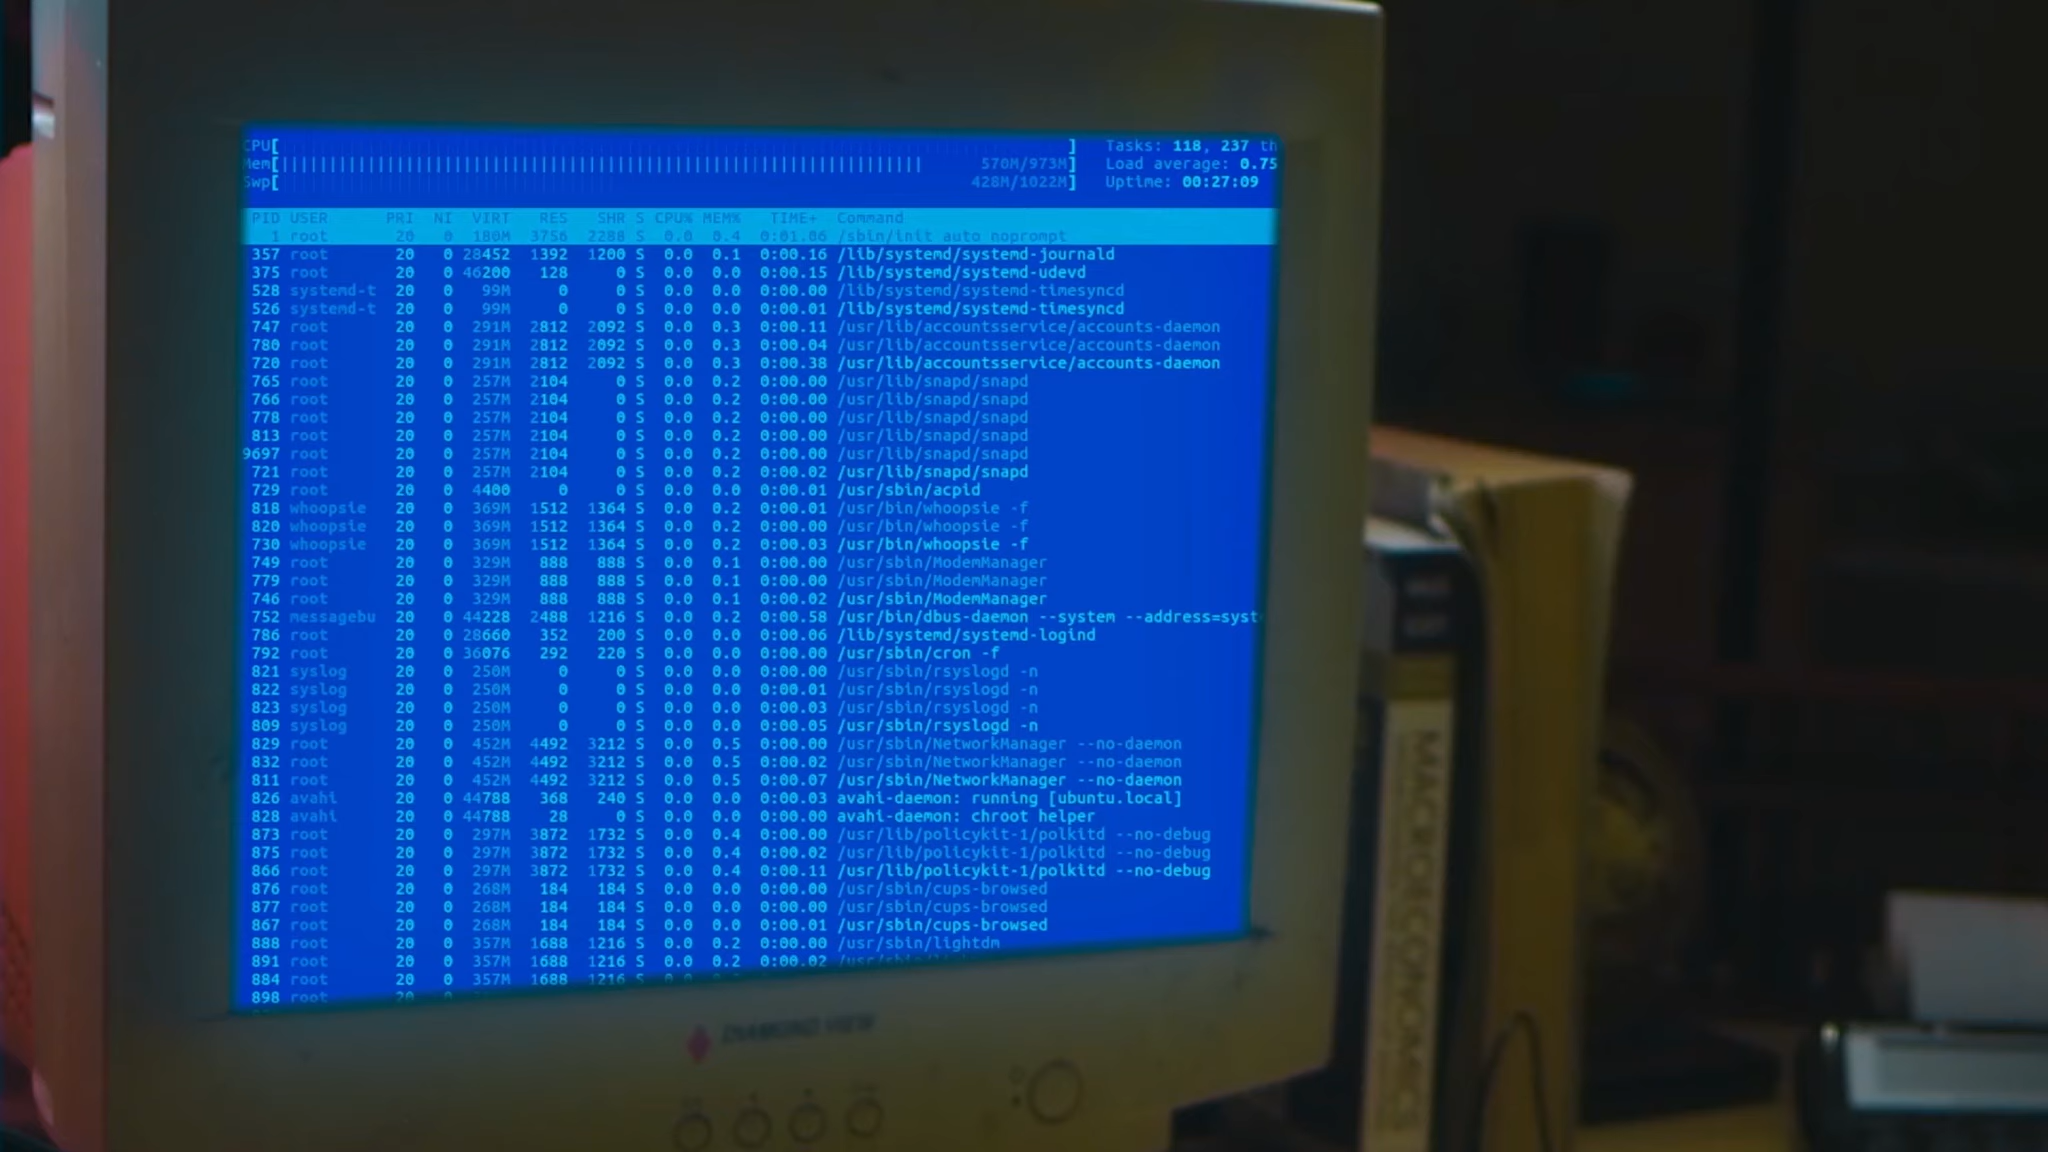 CPU[ ] Tasks: 118, 237 th
Mem[|||||||||||||||||||||||||||||||||||||||||||||||||||||||||||||||||| 570M/973M] Load average: 0.75
Swp[ 428M/1022M] Uptime: 00:27:09
PID USER PRI NI VIRT RES SHR S CPU% MEM% TIME+ Command
1 root 20 0 180M 3756 2288 S 0.0 0.4 0:01.06 /sbin/init auto noprompt
357 root 20 0 28452 1392 1200 S 0.0 0.1 0:00.16 /lib/systemd/systemd-journald
375 root 20 0 46200 128 0 S 0.0 0.0 0:00.15 /lib/systemd/systemd-udevd
528 systemd-t 20 0 99M 0 0 S 0.0 0.0 0:00.00 /lib/systemd/systemd-timesyncd
526 systemd-t 20 0 99M 0 0 S 0.0 0.0 0:00.01 /lib/systemd/systemd-timesyncd
747 root 20 0 291M 2812 2092 S 0.0 0.3 0:00.11 /usr/lib/accountsservice/accounts-daemon
780 root 20 0 291M 2812 2092 S 0.0 0.3 0:00.04 /usr/lib/accountsservice/accounts-daemon
720 root 20 0 291M 2812 2092 S 0.0 0.3 0:00.38 /usr/lib/accountsservice/accounts-daemon
765 root 20 0 257M 2104 0 S 0.0 0.2 0:00.00 /usr/lib/snapd/snapd
766 root 20 0 257M 2104 0 S 0.0 0.2 0:00.00 /usr/lib/snapd/snapd
778 root 20 0 257M 2104 0 S 0.0 0.2 0:00.00 /usr/lib/snapd/snapd
813 root 20 0 257M 2104 0 S 0.0 0.2 0:00.00 /usr/lib/snapd/snapd
9697 root 20 0 257M 2104 0 S 0.0 0.2 0:00.00 /usr/lib/snapd/snapd
721 root 20 0 257M 2104 0 S 0.0 0.2 0:00.02 /usr/lib/snapd/snapd
729 root 20 0 4400 0 0 S 0.0 0.0 0:00.01 /usr/sbin/acpid
818 whoopsie 20 0 369M 1512 1364 S 0.0 0.2 0:00.01 /usr/bin/whoopsie -f
820 whoopsie 20 0 369M 1512 1364 S 0.0 0.2 0:00.00 /usr/bin/whoopsie -f
730 whoopsie 20 0 369M 1512 1364 S 0.0 0.2 0:00.03 /usr/bin/whoopsie -f
749 root 20 0 329M 888 888 S 0.0 0.1 0:00.00 /usr/sbin/ModemManager
779 root 20 0 329M 888 888 S 0.0 0.1 0:00.00 /usr/sbin/ModemManager
746 root 20 0 329M 888 888 S 0.0 0.1 0:00.02 /usr/sbin/ModemManager
752 messagebu 20 0 44228 2488 1216 S 0.0 0.2 0:00.58 /usr/bin/dbus-daemon --system --address=syst
786 root 20 0 28660 352 200 S 0.0 0.0 0:00.06 /lib/systemd/systemd-logind
792 root 20 0 36076 292 220 S 0.0 0.0 0:00.00 /usr/sbin/cron -f
821 syslog 20 0 250M 0 0 S 0.0 0.0 0:00.00 /usr/sbin/rsyslogd -n
822 syslog 20 0 250M 0 0 S 0.0 0.0 0:00.01 /usr/sbin/rsyslogd -n
823 syslog 20 0 250M 0 0 S 0.0 0.0 0:00.03 /usr/sbin/rsyslogd -n
809 syslog 20 0 250M 0 0 S 0.0 0.0 0:00.05 /usr/sbin/rsyslogd -n
829 root 20 0 452M 4492 3212 S 0.0 0.5 0:00.00 /usr/sbin/NetworkManager --no-daemon
832 root 20 0 452M 4492 3212 S 0.0 0.5 0:00.02 /usr/sbin/NetworkManager --no-daemon
811 root 20 0 452M 4492 3212 S 0.0 0.5 0:00.07 /usr/sbin/NetworkManager --no-daemon
826 avahi 20 0 44788 368 240 S 0.0 0.0 0:00.03 avahi-daemon: running [ubuntu.local]
828 avahi 20 0 44788 28 0 S 0.0 0.0 0:00.00 avahi-daemon: chroot helper
873 root 20 0 297M 3872 1732 S 0.0 0.4 0:00.00 /usr/lib/policykit-1/polkitd --no-debug
875 root 20 0 297M 3872 1732 S 0.0 0.4 0:00.02 /usr/lib/policykit-1/polkitd --no-debug
866 root 20 0 297M 3872 1732 S 0.0 0.4 0:00.11 /usr/lib/policykit-1/polkitd --no-debug
876 root 20 0 268M 184 184 S 0.0 0.0 0:00.00 /usr/sbin/cups-browsed
877 root 20 0 268M 184 184 S 0.0 0.0 0:00.00 /usr/sbin/cups-browsed
867 root 20 0 268M 184 184 S 0.0 0.0 0:00.01 /usr/sbin/cups-browsed
888 root 20 0 357M 1688 1216 S 0.0 0.2 0:00.00 /usr/sbin/lightdm
891 root 20 0 357M 1688 1216 S 0.0 0.2 0:00.02
884 root 20 0 357M 1688 1216 S 0.0
898 root 20
DIAMOND VIEW
MACROECONOMICS